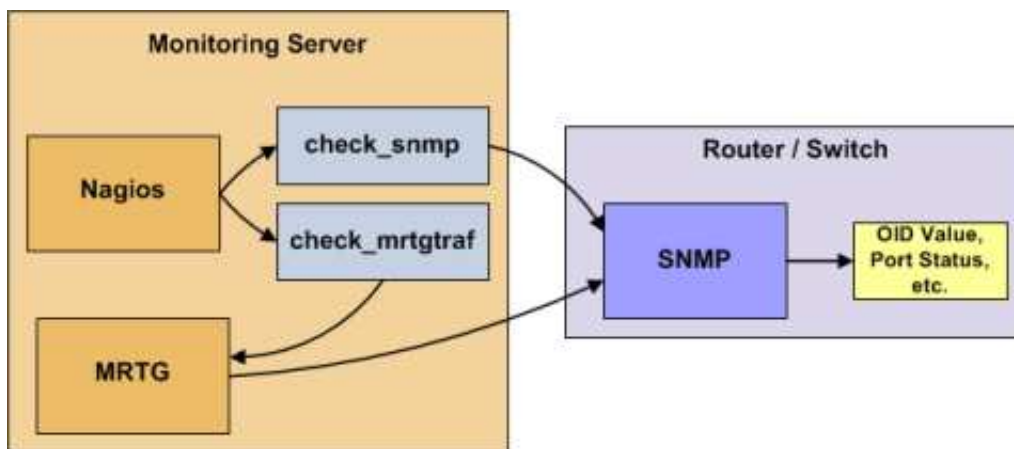 Monitoring Server
check_snmp
Nagios
check_mrtgtraf
MRTG
Router / Switch
SNMP
OID Value,
Port Status,
etc.